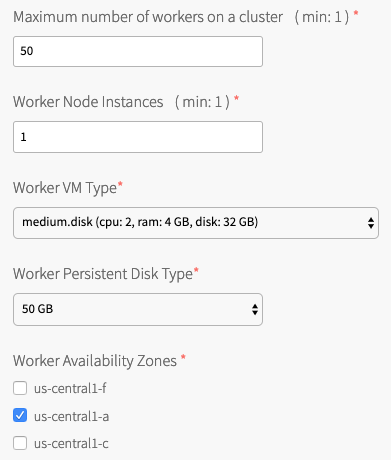 Maximum number of workers on a cluster ( min: 1 ) *
50
Worker Node Instances ( min: 1 ) *
1
Worker VM Type*
medium.disk (cpu: 2, ram: 4 GB, disk: 32 GB)
Worker Persistent Disk Type*
50 GB
Worker Availability Zones *
us-central1-f
us-central1-a
us-central1-c